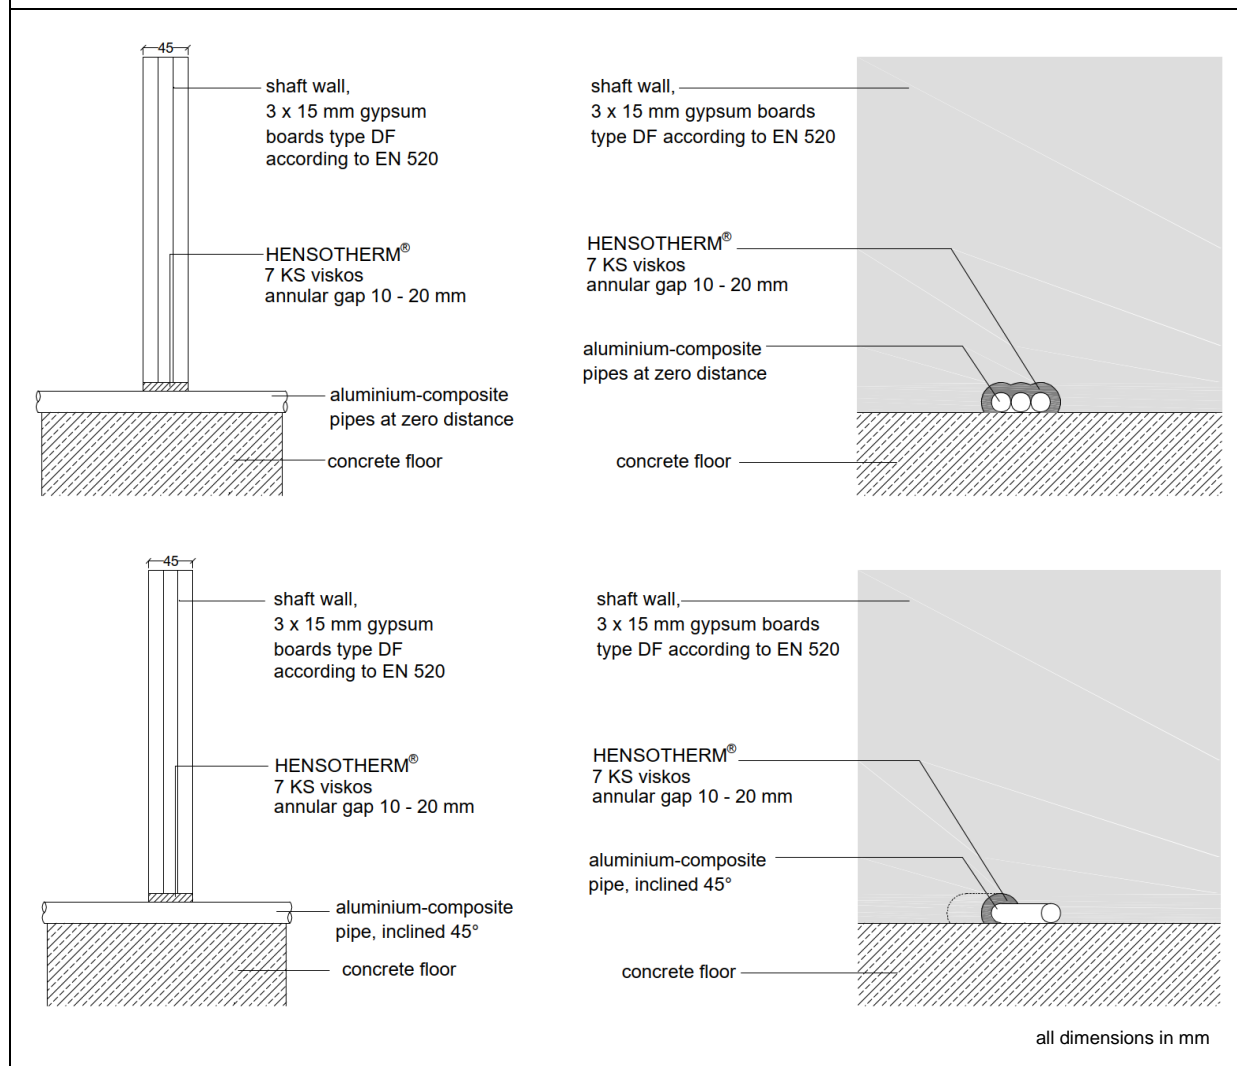 45
shaft wall,
3 x 15 mm gypsum
boards type DF
according to EN 520
HENSOTHERM®
7 KS viskos
annular gap 10 - 20 mm
aluminium-composite
pipes at zero distance
concrete floor
shaft wall,
3 x 15 mm gypsum boards
type DF according to EN 520
HENSOTHERM®
7 KS viskos
annular gap 10 - 20 mm
aluminium-composite
pipes at zero distance
concrete floor
45
shaft wall,
3 x 15 mm gypsum
boards type DF
according to EN 520
HENSOTHERM®
7 KS viskos
annular gap 10 - 20 mm
aluminium-composite
pipe, inclined 45°
concrete floor
shaft wall,
3 x 15 mm gypsum boards
type DF according to EN 520
HENSOTHERM®
7 KS viskos
annular gap 10 - 20 mm
aluminium-composite
pipe, inclined 45°
concrete floor
all dimensions in mm